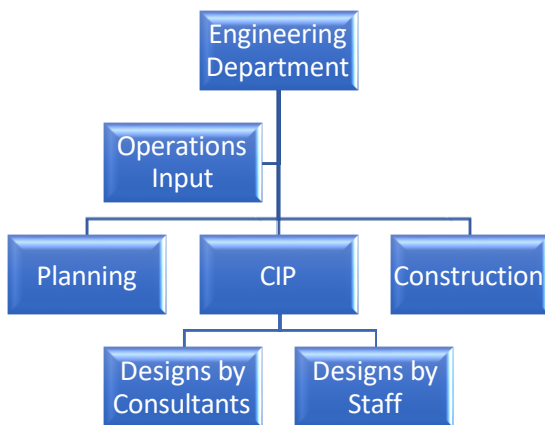 Engineering
Department
Operations
Input
Planning
CIP
Construction
Designs by
Consultants
Designs by
Staff